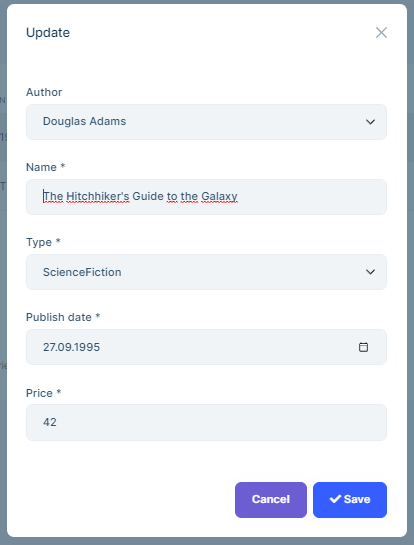 Update
Author
Douglas Adams
Name *
The Hitchhiker's Guide to the Galaxy
Type *
ScienceFiction
Publish date *
27.09.1995
Price *
42
Cancel
Save